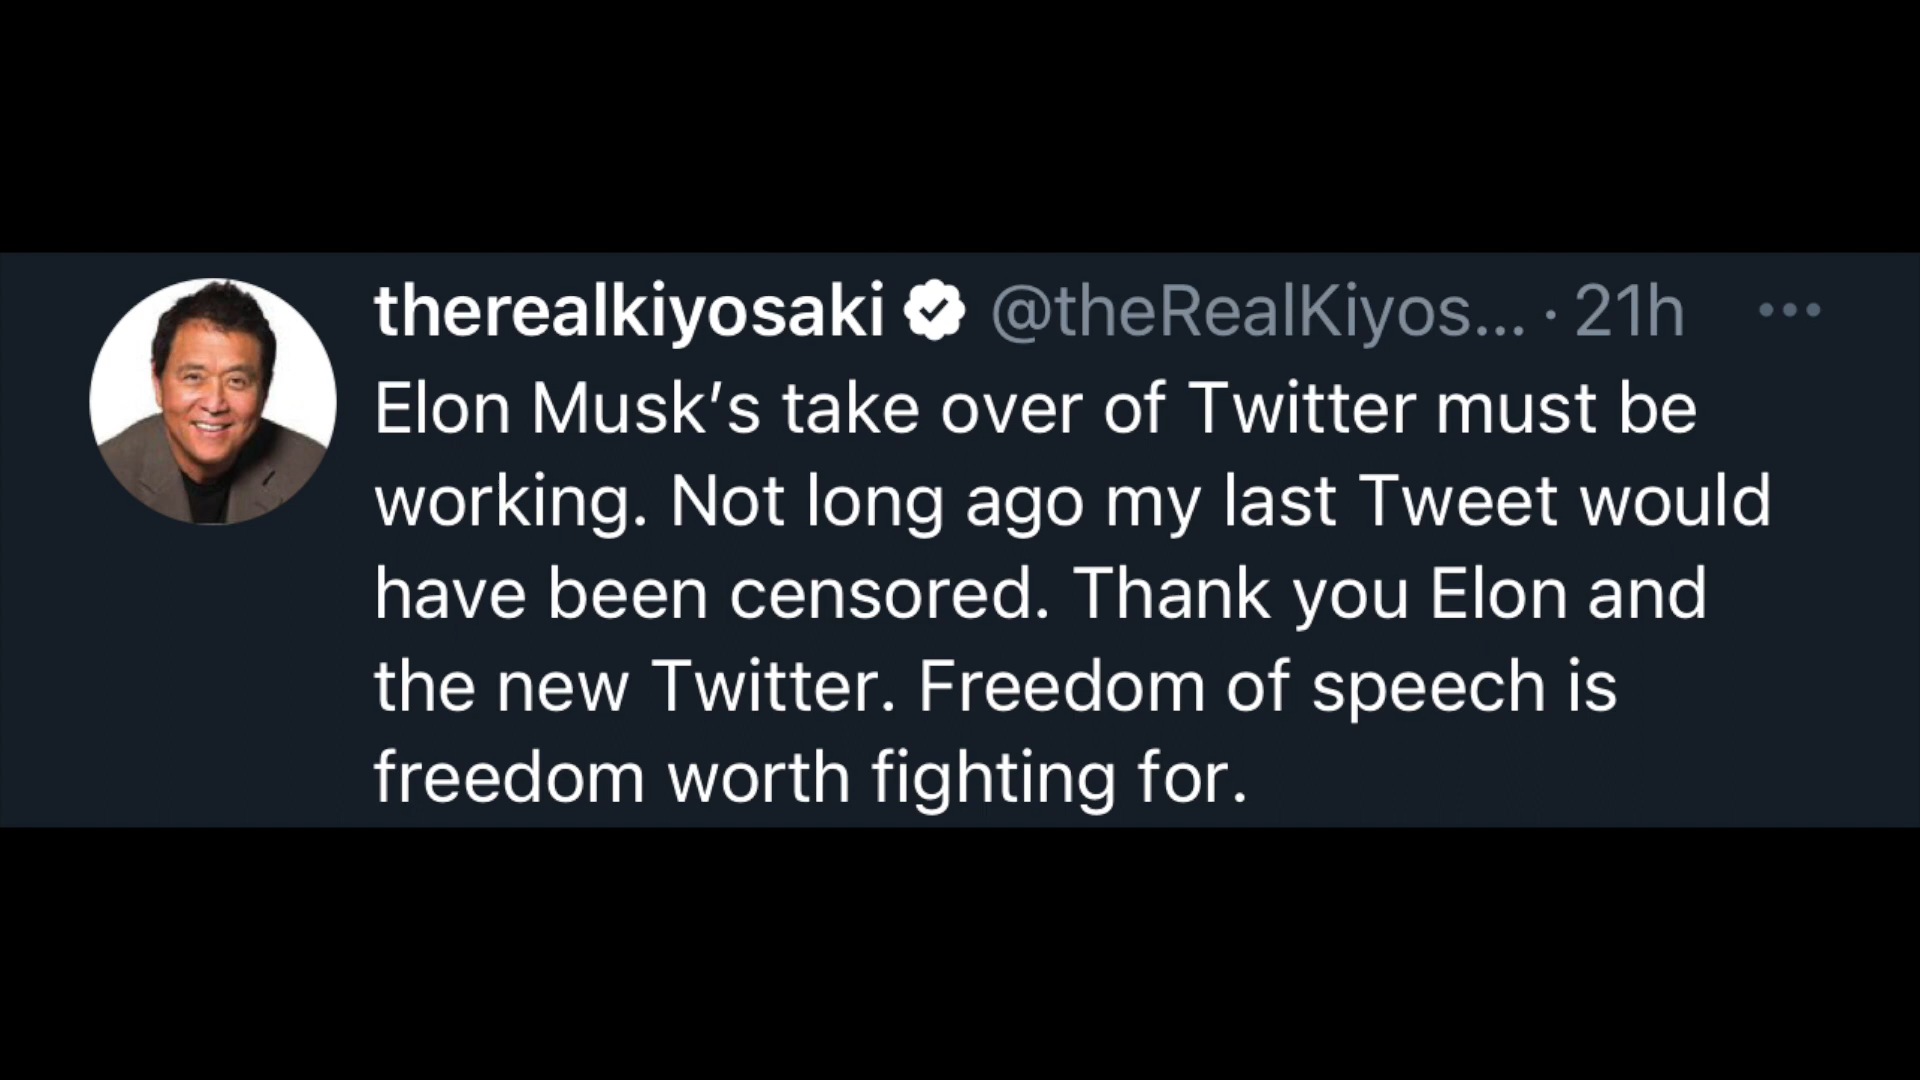 therealkiyosaki @theRealKiyos... · 21h
Elon Musk’s take over of Twitter must be
working. Not long ago my last Tweet would
have been censored. Thank you Elon and
the new Twitter. Freedom of speech is
freedom worth fighting for.